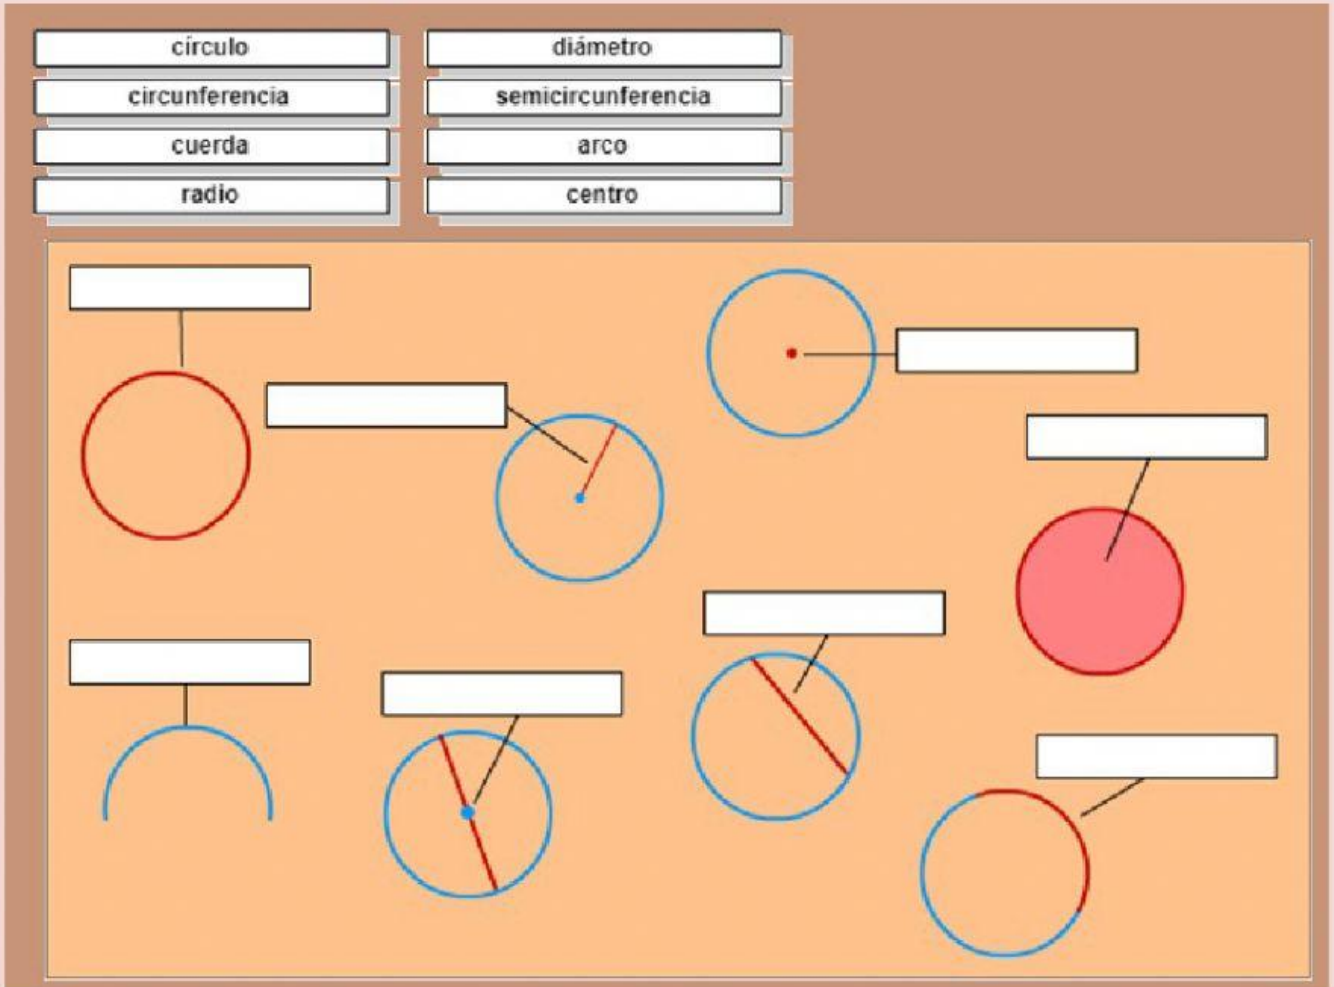 círculo
diámetro
circunferencia
semicircunferencia
cuerda
arco
radio
centro